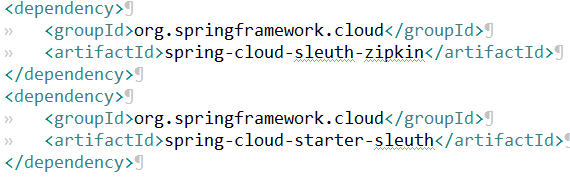 <dependency>
<groupId>org.springframework.cloud</groupId>
<artifactId>spring-cloud-sleuth-zipkin</artifactId>
</dependency>
<dependency>
<groupId>org.springframework.cloud</groupId>
<artifactId>spring-cloud-starter-sleuth</artifactId>
</dependency>